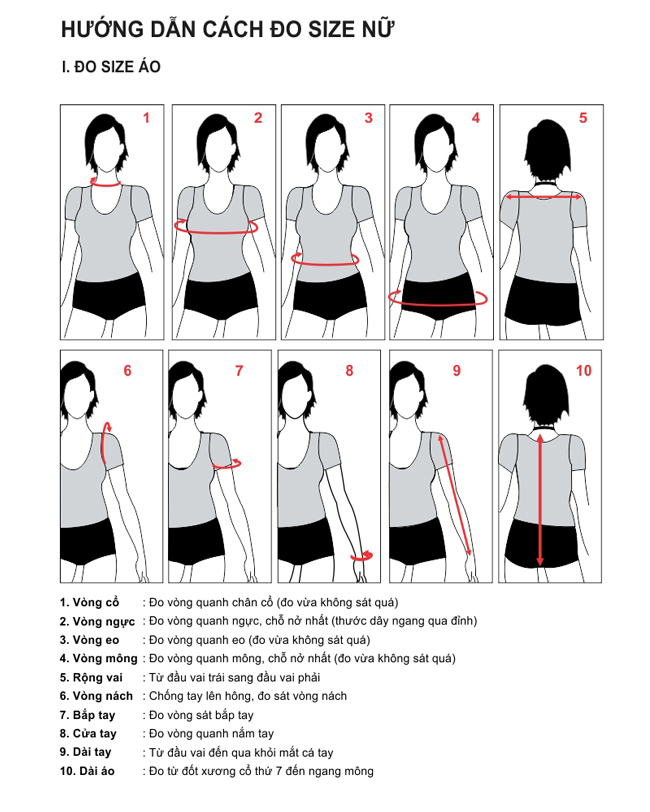 HƯỚNG DẪN CÁCH ĐO SIZE NỮ
I. ĐO SIZE ÁO
1 2 3 4 5
6 7 8 9 10
1. Vòng cổ : Đo vòng quanh chân cổ (đo vừa không sát quá)
2. Vòng ngực : Đo vòng quanh ngực, chỗ nở nhất (thước dây ngang qua đỉnh)
3. Vòng eo : Đo vòng quanh eo (đo vừa không sát quá)
4. Vòng mông : Đo vòng quanh mông, chỗ nở nhất (đo vừa không sát quá)
5. Rộng vai : Từ đầu vai trái sang đầu vai phải
6. Vòng nách : Chống tay lên hông, đo sát vòng nách
7. Bắp tay : Đo vòng sát bắp tay
8. Cửa tay : Đo vòng quanh nắm tay
9. Dài tay : Từ đầu vai đến qua khỏi mắt cá tay
10. Dài áo : Đo từ đốt xương cổ thứ 7 đến ngang mông